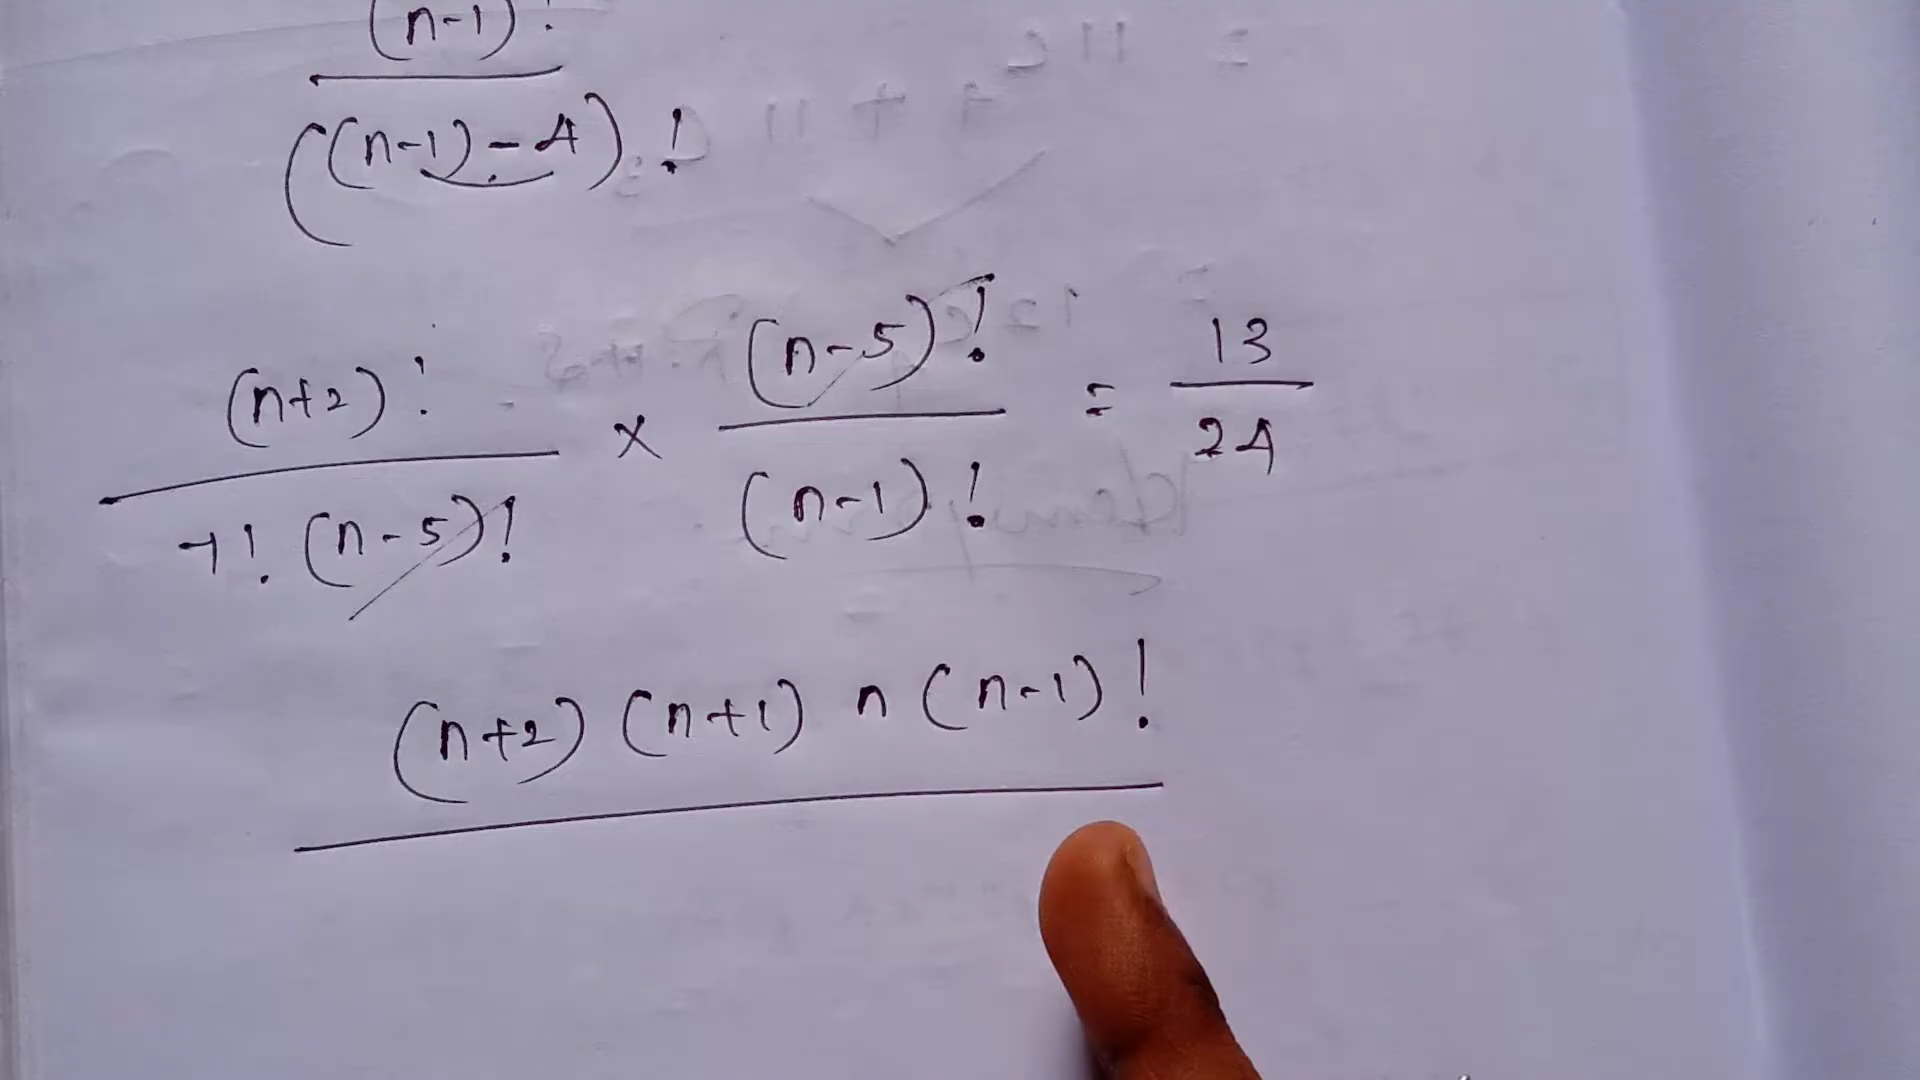 (n-1)!
((n-1)-4)!
(n+2)! × (n-5)! = 13
7! (n-5)! (n-1)! 24
(n+2) (n+1) n (n-1)!